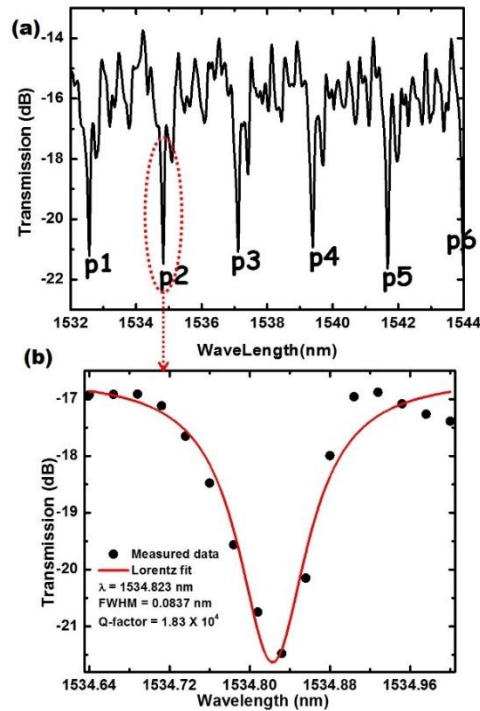 (a)
Transmission (dB)
-14
-16
-18
-20
-22
p1
p2
p3
p4
p5
p6
1532
1534
1536
1538
1540
1542
1544
WaveLength(nm)
(b)
Transmission (dB)
-17
-18
-19
-20
-21
Measured data
Lorentz fit
λ = 1534.823 nm
FWHM = 0.0837 nm
Q-factor = 1.83 X 10⁴
1534.64
1534.72
1534.80
1534.88
1534.96
Wavelength (nm)